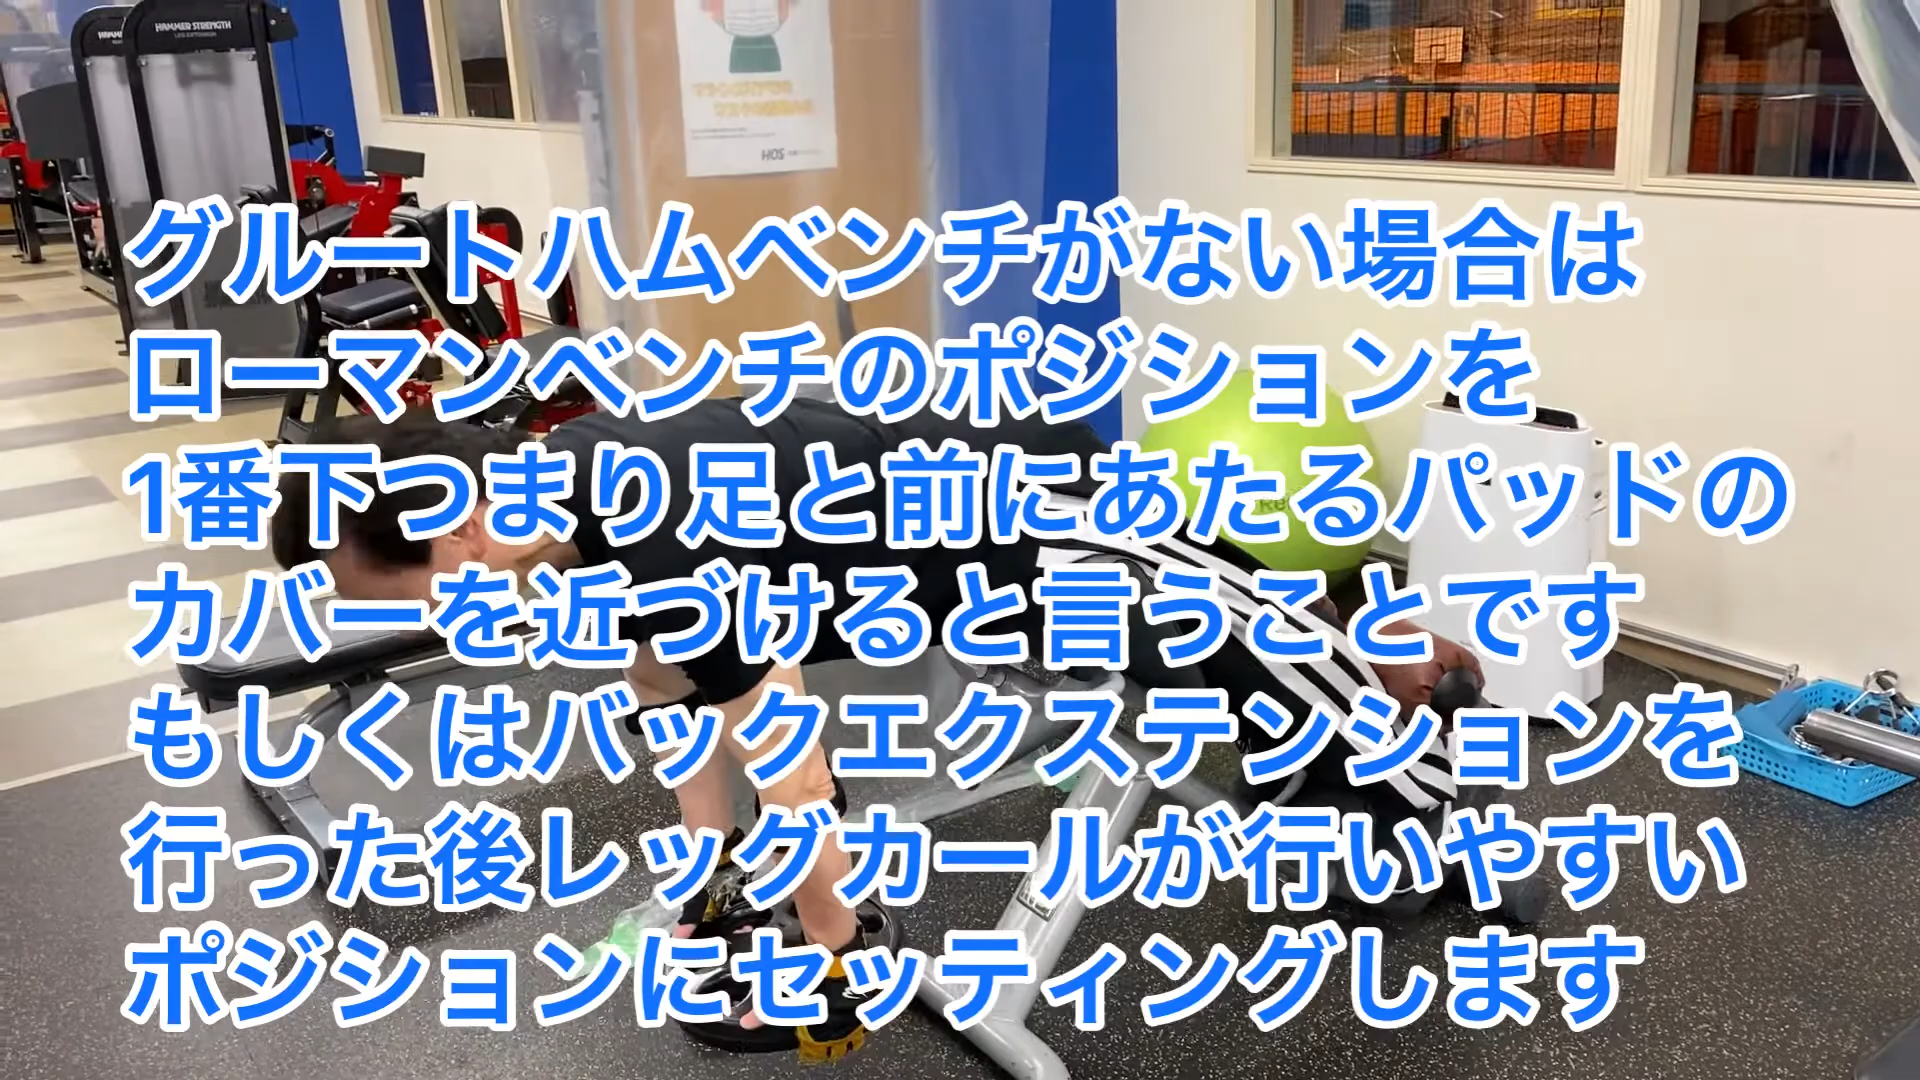 HAMMER STRENGTH
HOS
グルートハムベンチがない場合は
ローマンベンチのポジションを
1番下つまり足と前にあたるパッドの
カバーを近づけると言うことです
もしくはバックエクステンションを
行った後レッグカールが行いやすい
ポジションにセッティングします